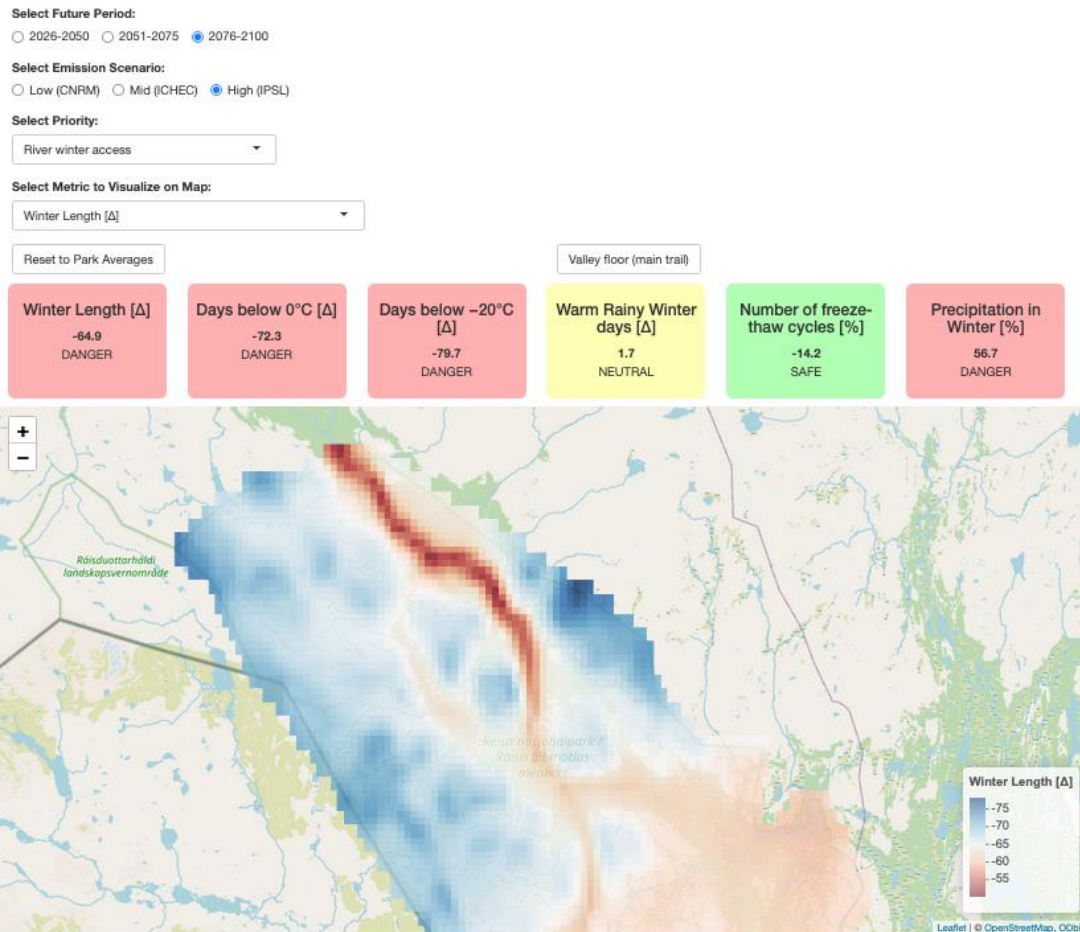 Select Future Period:
2026-2050 2051-2075 2076-2100
Select Emission Scenario:
Low (CNRM) Mid (ICHEC) High (IPSL)
Select Priority:
River winter access
Select Metric to Visualize on Map:
Winter Length [Δ]
Reset to Park Averages
Valley floor (main trail)
Winter Length [Δ]
-64.9
DANGER
Days below 0°C [Δ]
-72.3
DANGER
Days below −20°C
[Δ]
-79.7
DANGER
Warm Rainy Winter
days [Δ]
1.7
NEUTRAL
Number of freeze-
thaw cycles [%]
-14.2
SAFE
Precipitation in
Winter [%]
56.7
DANGER
+
−
Ráisduottarháldi
landskapsvernområde
Reisa nasjonalpark/
Winter Length [Δ]
-75
-70
-65
-60
-55
Leaflet | © OpenStreetMap, ODb